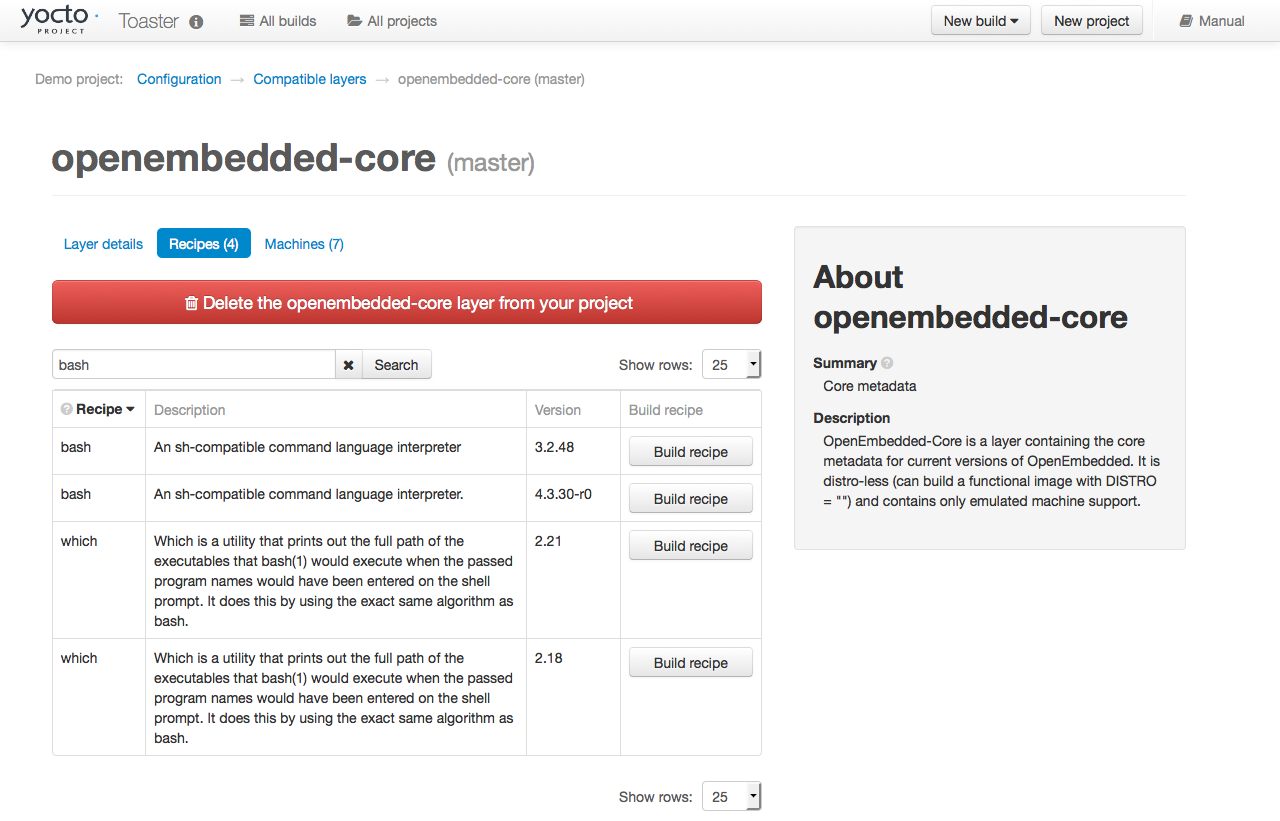 yocto
PROJECT
Toaster
All builds
All projects
New build
New project
Manual
Demo project: Configuration → Compatible layers → openembedded-core (master)
openembedded-core (master)
Layer details
Recipes (4)
Machines (7)
Delete the openembedded-core layer from your project
bash
Search
Show rows: 25
? Recipe Description Version Build recipe
bash An sh-compatible command language interpreter 3.2.48 Build recipe
bash An sh-compatible command language interpreter. 4.3.30-r0 Build recipe
which Which is a utility that prints out the full path of the 2.21 Build recipe
executables that bash(1) would execute when the passed
program names would have been entered on the shell
prompt. It does this by using the exact same algorithm as
bash.
which Which is a utility that prints out the full path of the 2.18 Build recipe
executables that bash(1) would execute when the passed
program names would have been entered on the shell
prompt. It does this by using the exact same algorithm as
bash.
Show rows: 25
About
openembedded-core
Summary ?
Core metadata
Description
OpenEmbedded-Core is a layer containing the core
metadata for current versions of OpenEmbedded. It is
distro-less (can build a functional image with DISTRO
= "") and contains only emulated machine support.